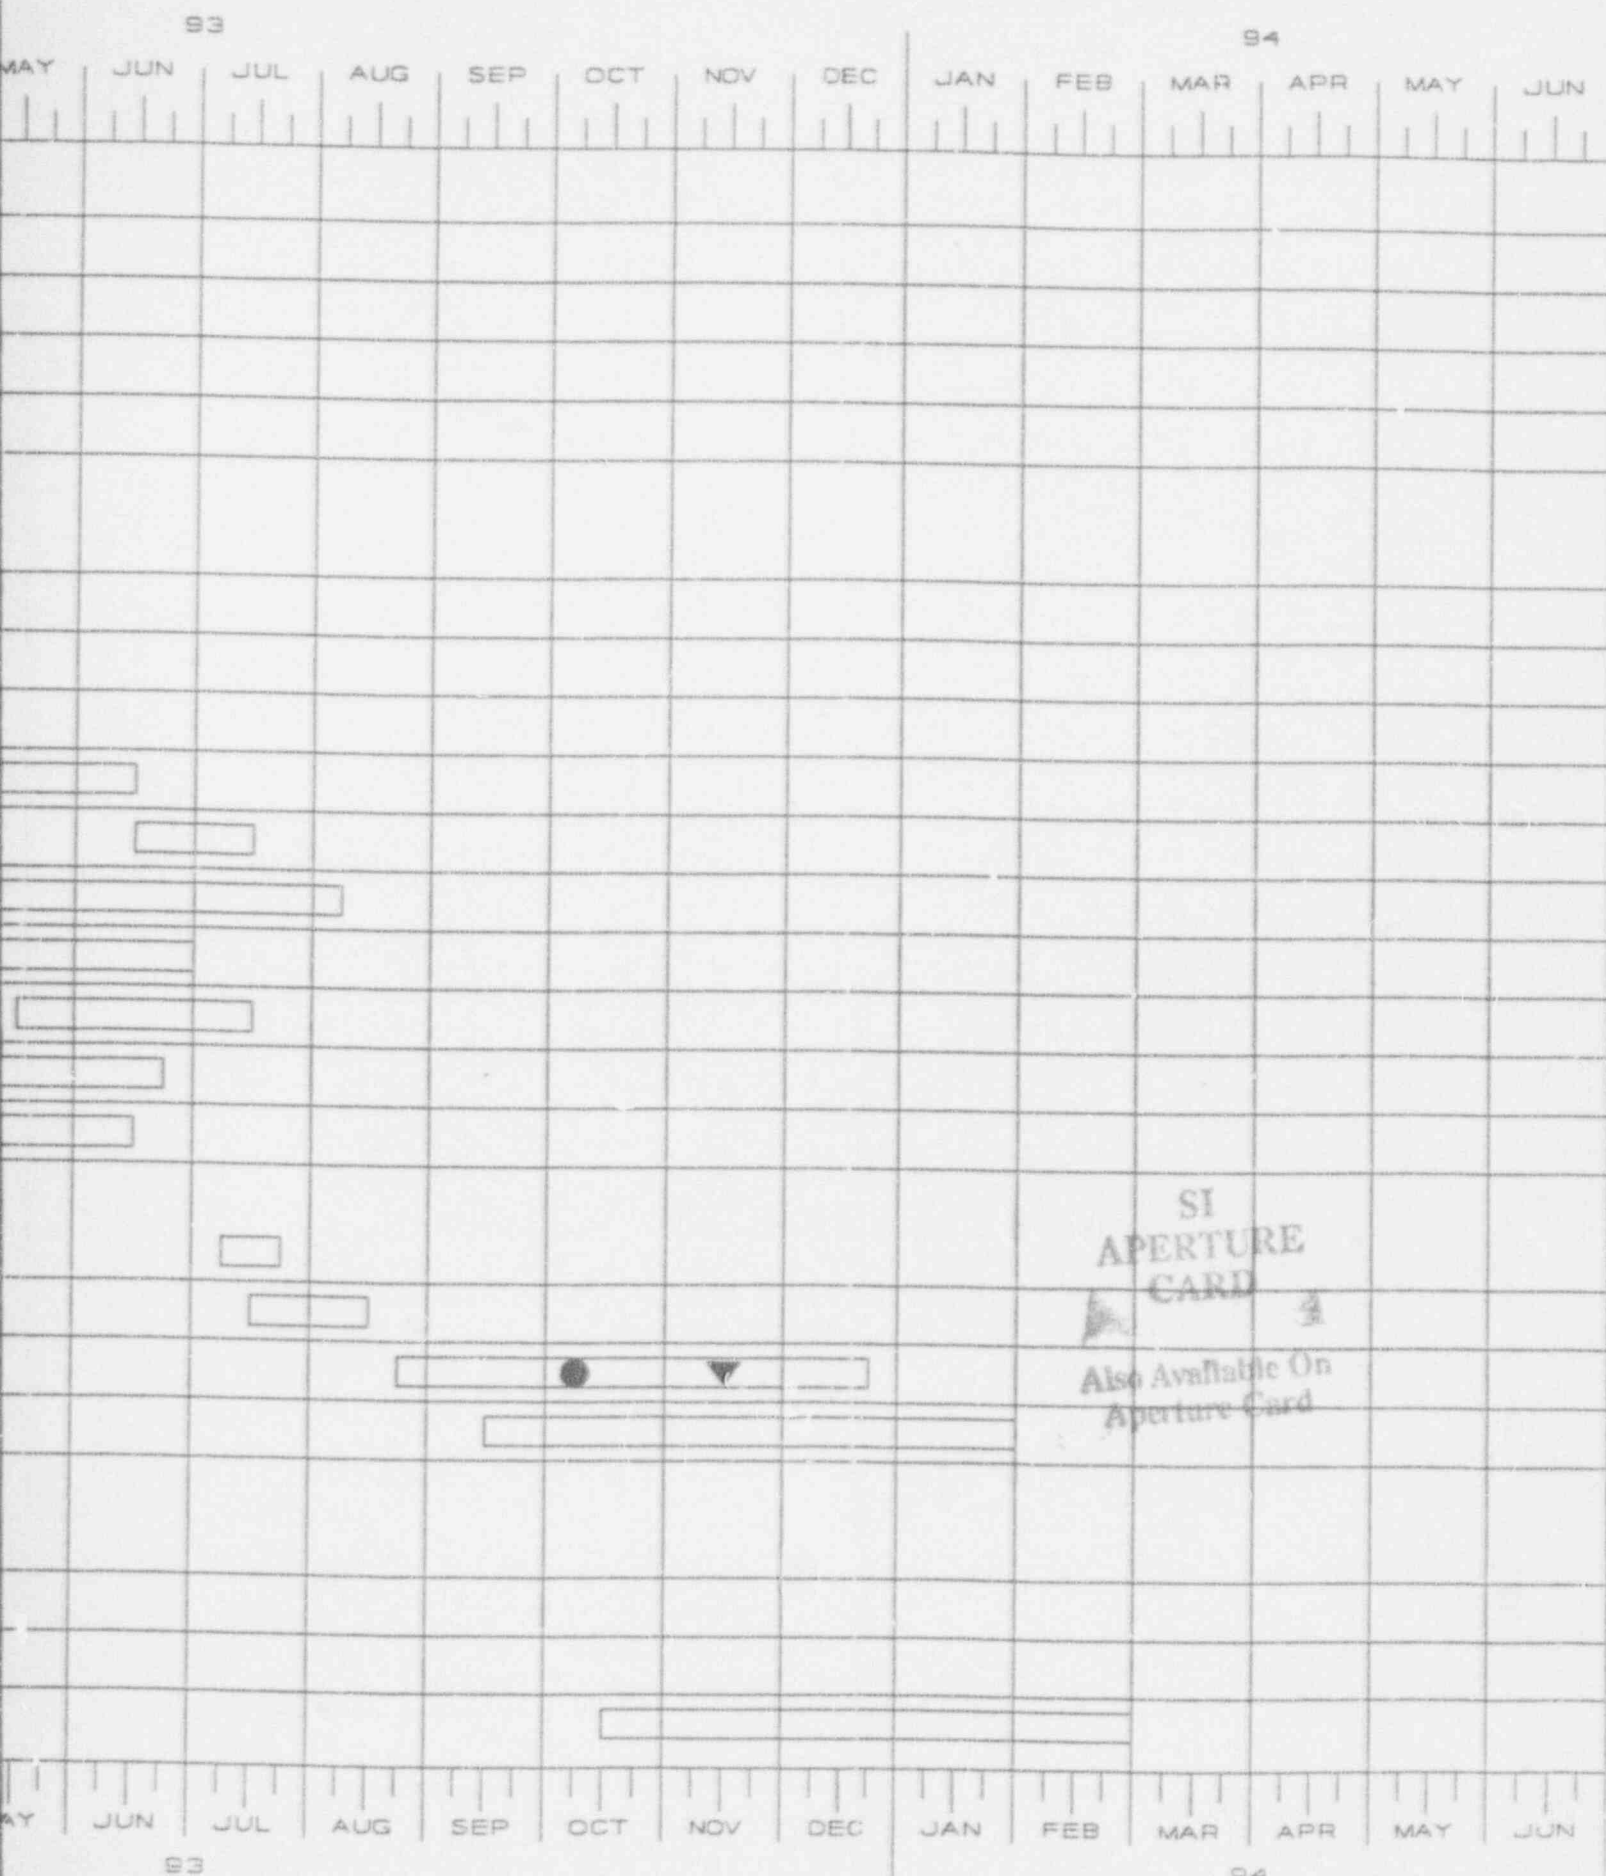 93 94
MAY JUN JUL AUG SEP OCT NOV DEC JAN FEB MAR APR MAY JUN
SI
APERTURE
CARD
Also Available On
Aperture Card
AY JUN JUL AUG SEP OCT NOV DEC JAN FEB MAR APR MAY JUN
93 94